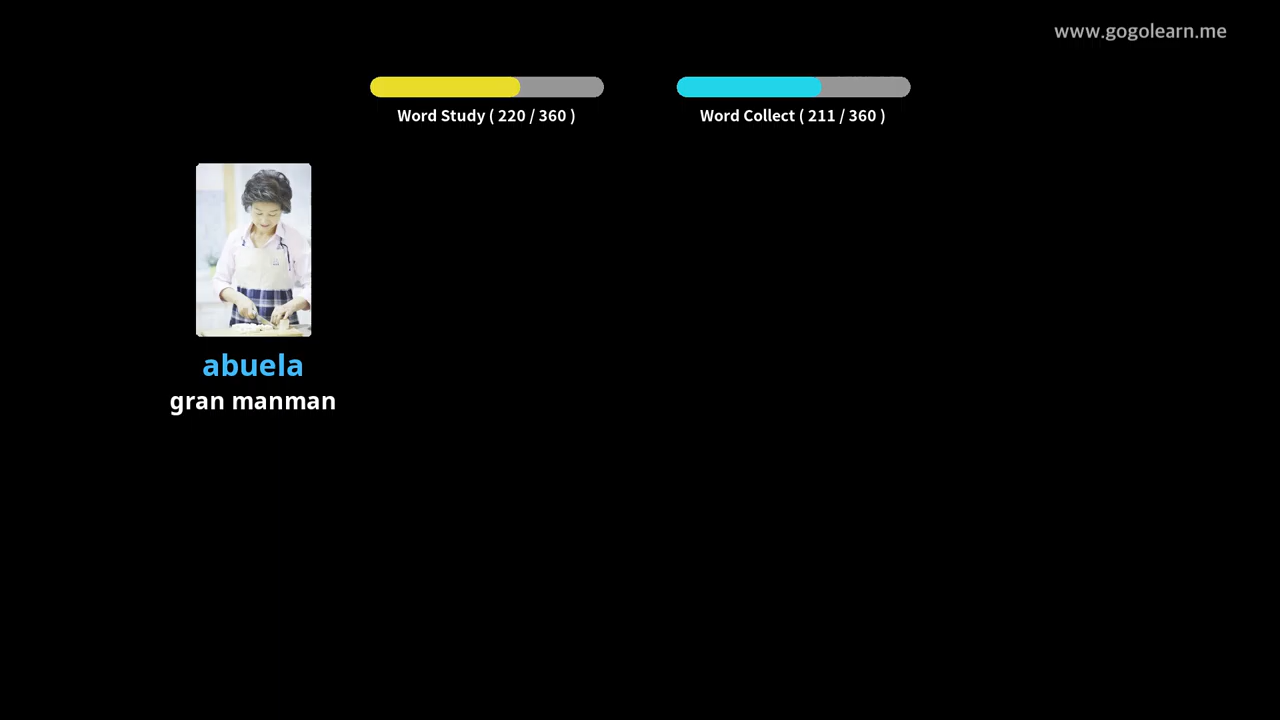 www.gogolearn.me
Word Study ( 220 / 360 )
Word Collect ( 211 / 360 )
abuela
gran manman